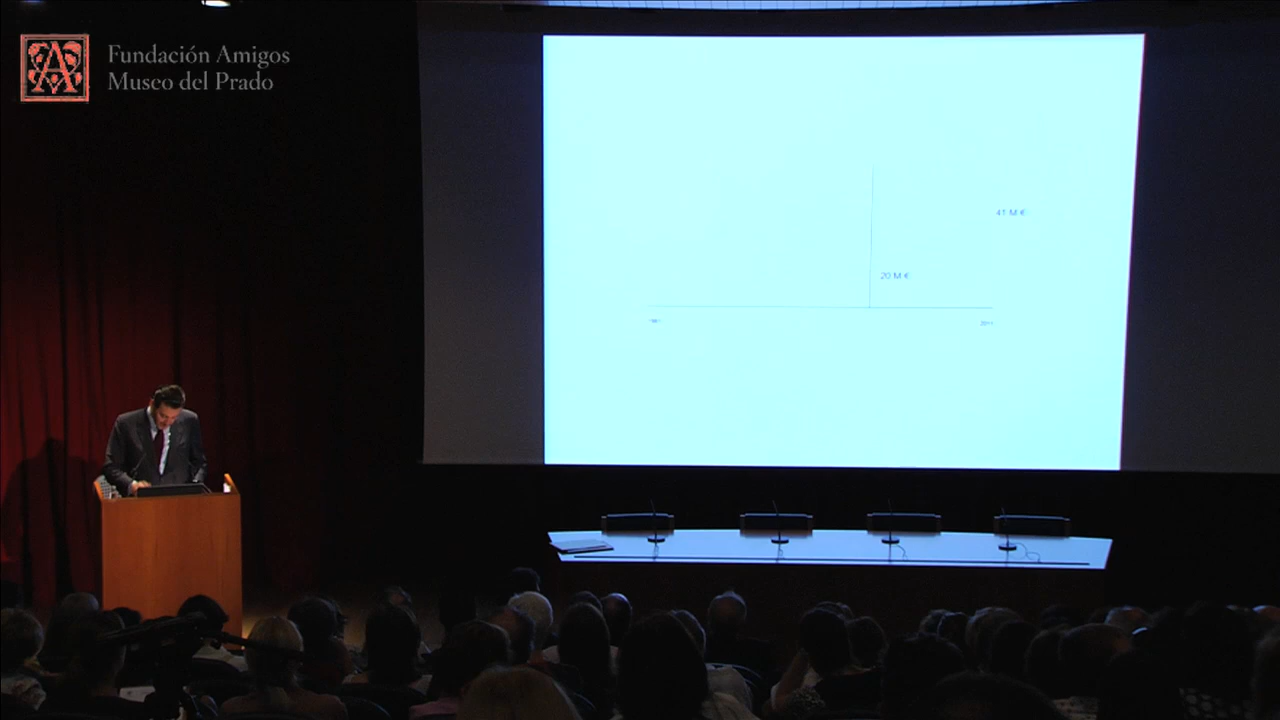 Fundación Amigos
Museo del Prado
41 M €
20 M €